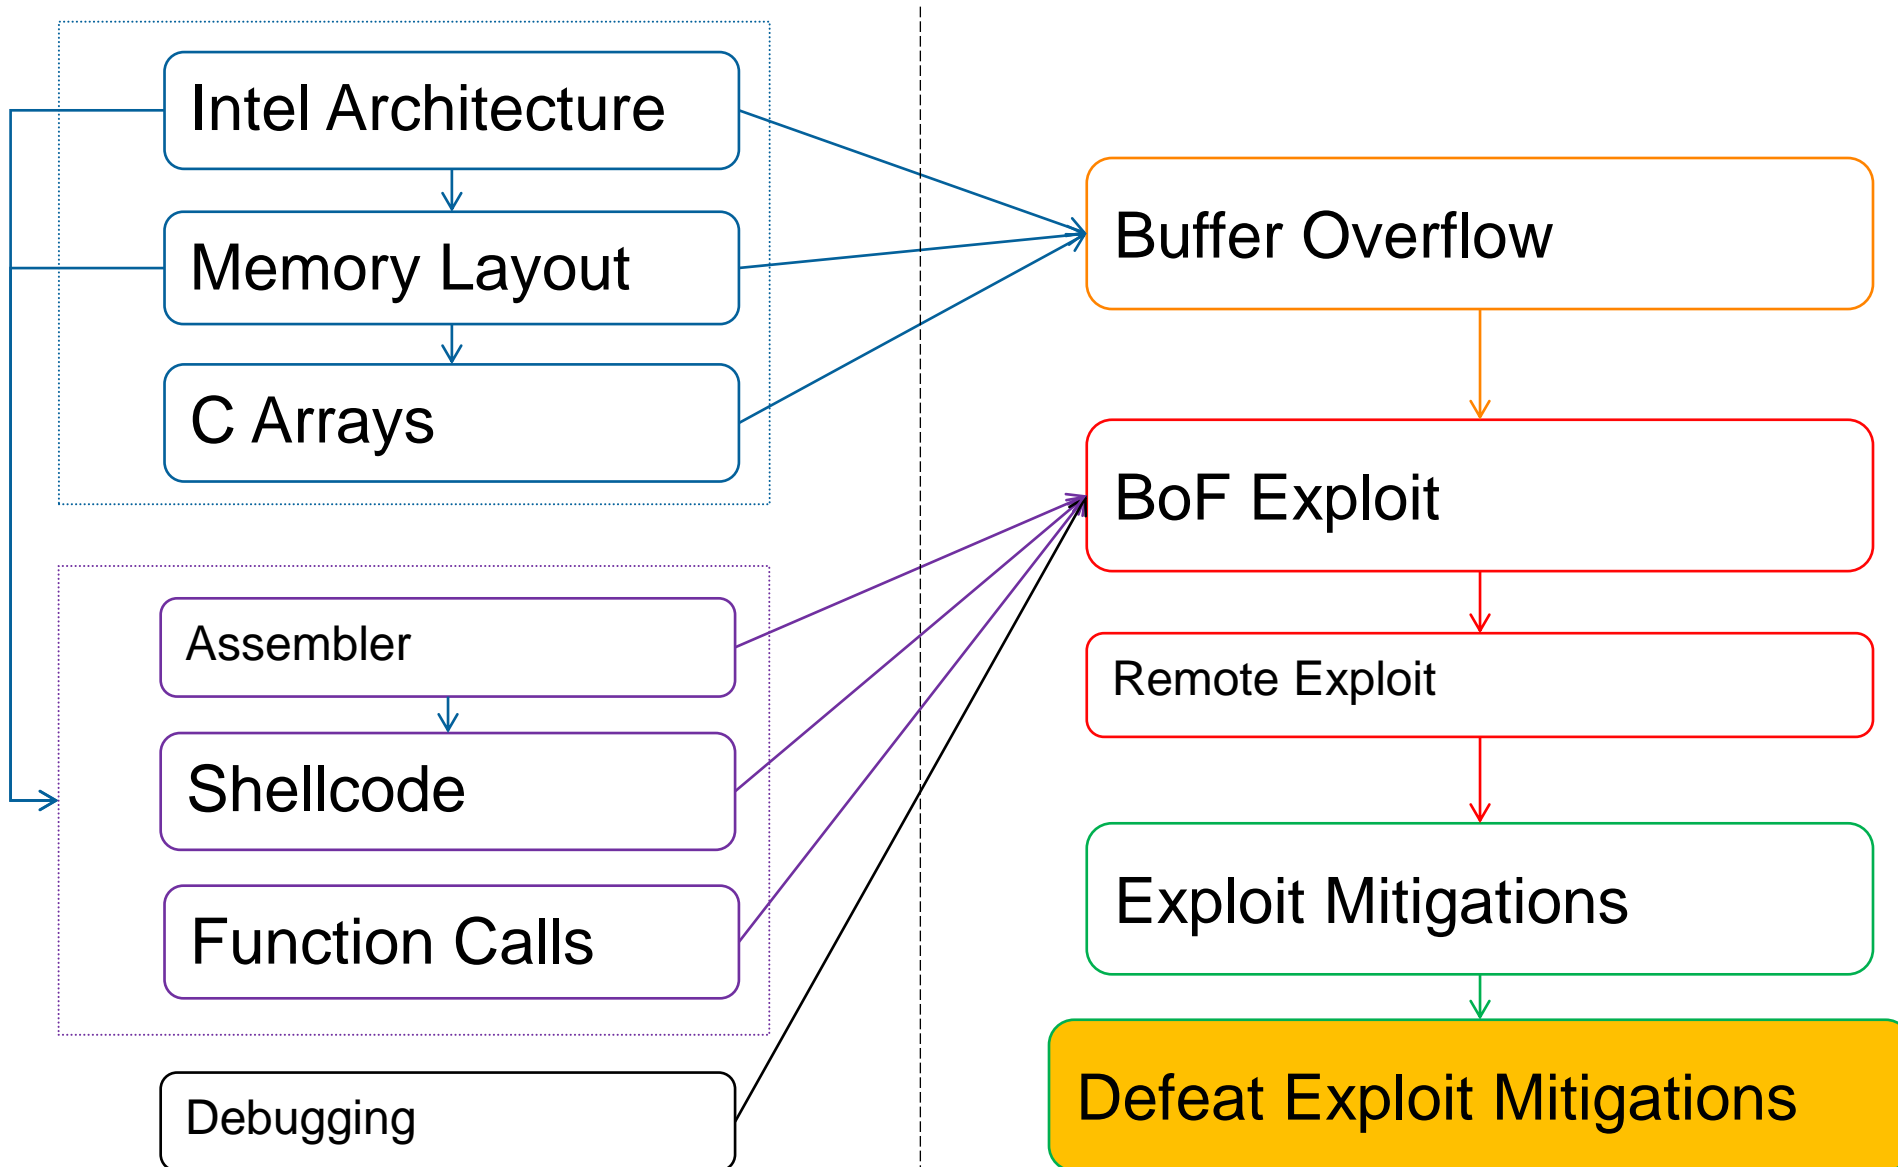 Intel Architecture
Memory Layout
C Arrays
Assembler
Shellcode
Function Calls
Debugging
Buffer Overflow
BoF Exploit
Remote Exploit
Exploit Mitigations
Defeat Exploit Mitigations